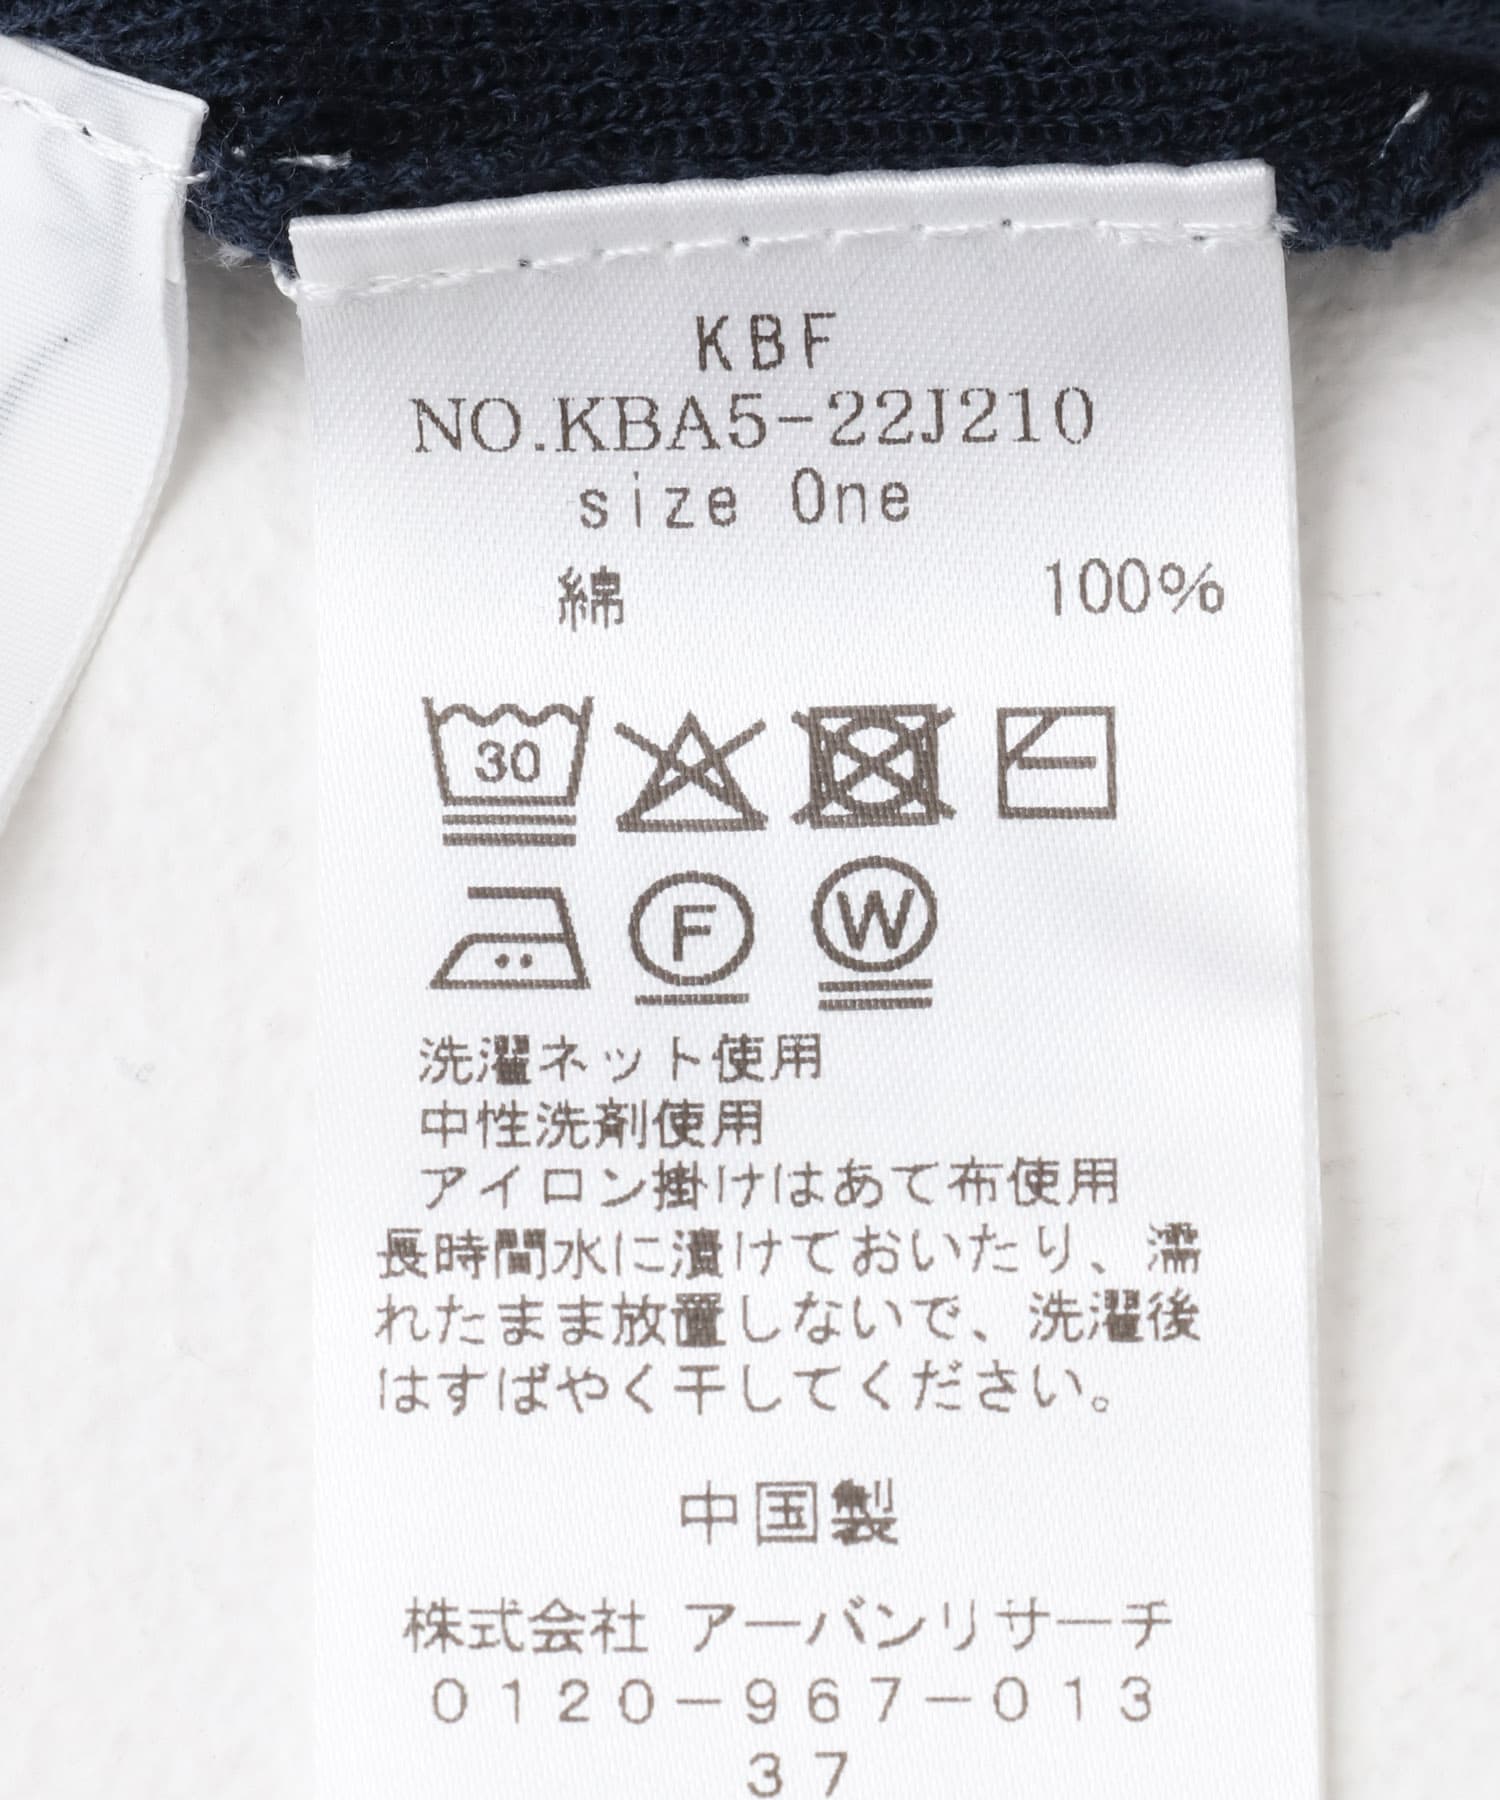 KBF
NO.KBA5-22J210
size One
綿 100%
30
F W
洗濯ネット使用
中性洗剤使用
アイロン掛けはあて布使用
長時間水に漬けておいたり、濡
れたまま放置しないで、洗濯後
はすばやく干してください。
中国製
株式会社 アーバンリサーチ
0120-967-013
37